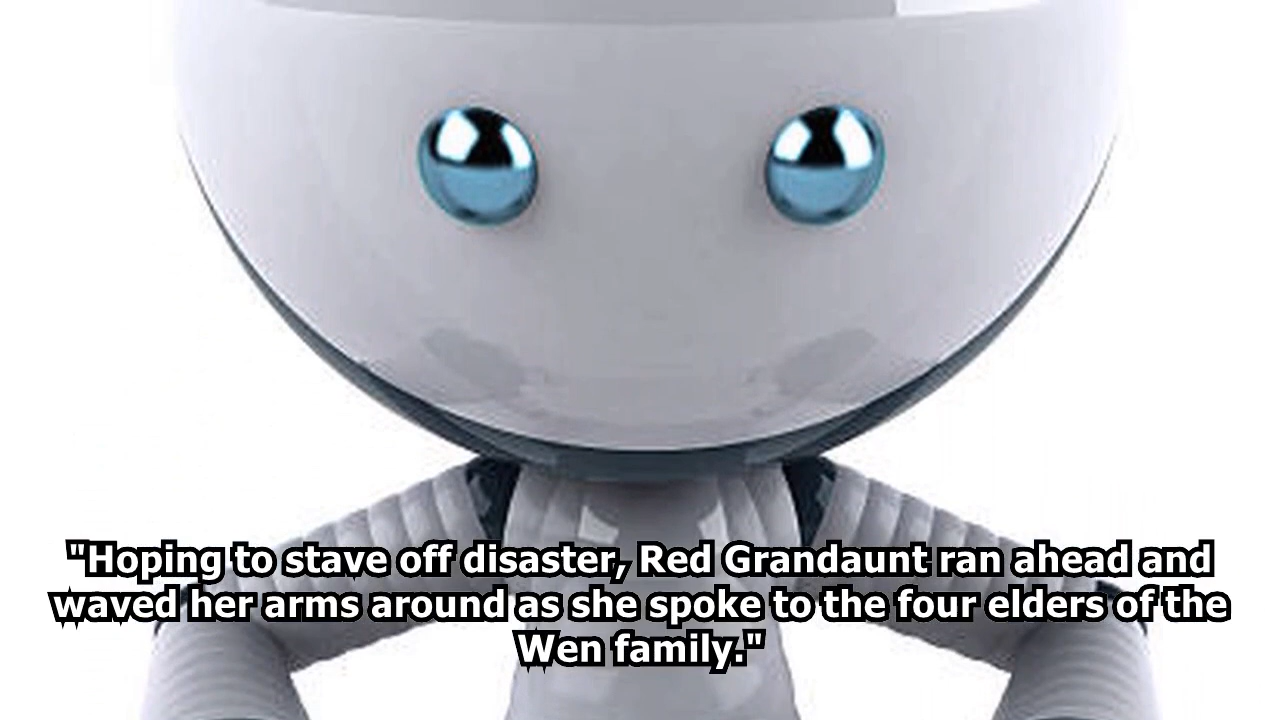 "Hoping to stave off disaster, Red Grandaunt ran ahead and
waved her arms around as she spoke to the four elders of the
Wen family."